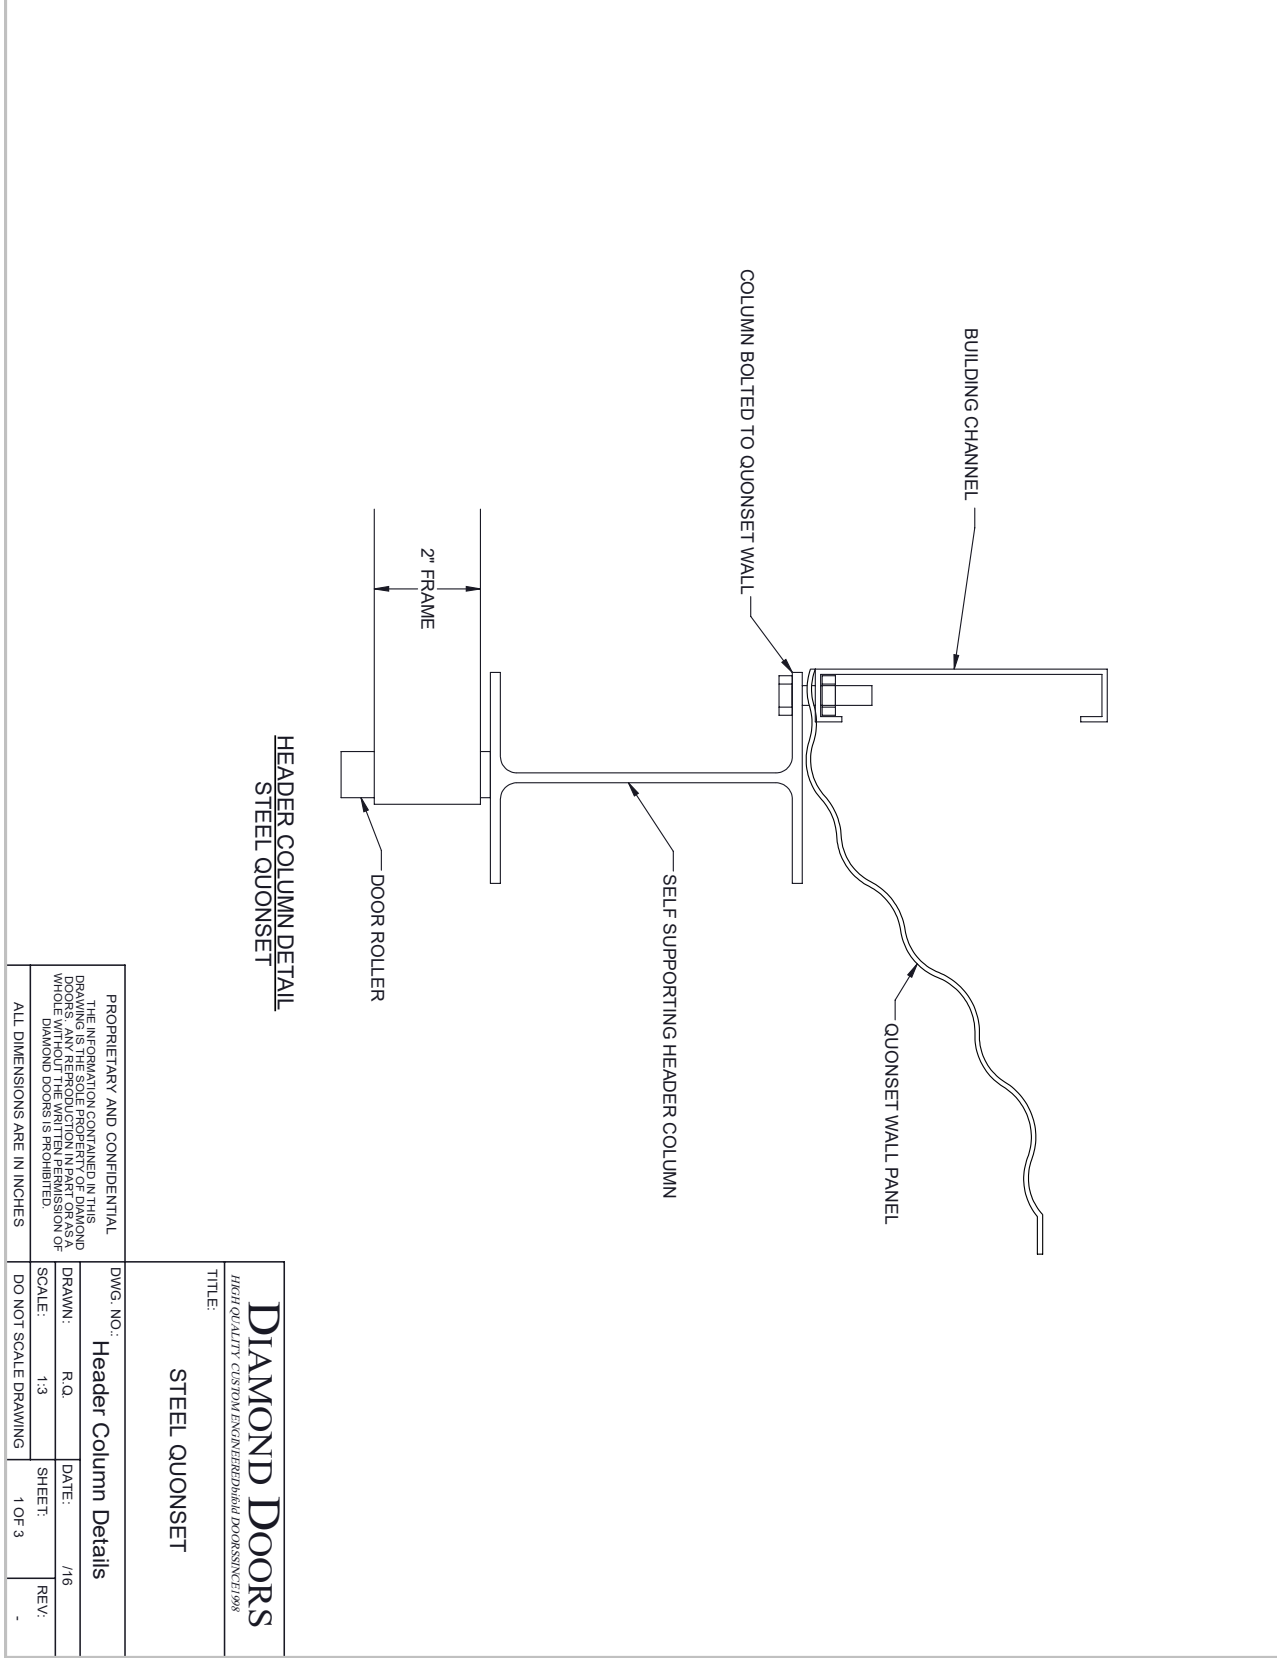 BUILDING CHANNEL
COLUMN BOLTED TO QUONSET WALL
QUONSET WALL PANEL
SELF SUPPORTING HEADER COLUMN
2" FRAME
DOOR ROLLER
HEADER COLUMN DETAIL
STEEL QUONSET
DIAMOND DOORS
HIGH QUALITY CUSTOM ENGINEERED bifold DOORS SINCE 1998
TITLE:
STEEL QUONSET
PROPRIETARY AND CONFIDENTIAL
THE INFORMATION CONTAINED IN THIS
DRAWING IS THE SOLE PROPERTY OF DIAMOND
DOORS. ANY REPRODUCTION IN PART OR AS A
WHOLE WITHOUT THE WRITTEN PERMISSION OF
DIAMOND DOORS IS PROHIBITED.
ALL DIMENSIONS ARE IN INCHES
DWG. NO.: Header Column Details
DRAWN: R.Q. DATE: /16
SCALE: 1:3 SHEET: 1 OF 3 REV: -
DO NOT SCALE DRAWING